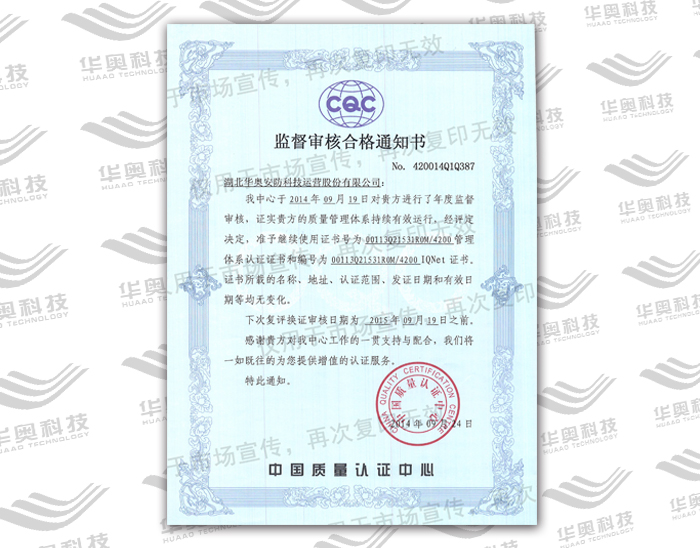 CQC
监督审核合格通知书
No. 420014Q1Q387
湖北华奥安防科技运营股份有限公司：
我中心于 2014 年 09 月 19 日对贵方进行了年度监督
审核，证实贵方的质量管理体系持续有效运行，经评定
决定，准予继续使用证书号为 00113Q21531R0M/4200 管理
体系认证证书和编号为 00113Q21531R0M/4200 IQNet 证书，
证书所载的名称、地址、认证范围、发证日期和有效日
期等均无变化。
下次复评换证审核日期为 2015 年 09 月 19 日之前。
感谢贵方对我中心工作的一贯支持与配合，我们将
一如既往的为您提供增值的认证服务。
特此通知。
CHINA QUALITY CERTIFICATION CENTRE
中国质量认证中心
2014 年 09 月 24 日
中国质量认证中心
仅用于市场宣传，再次复印无效
华奥科技
HUAAO TECHNOLOGY